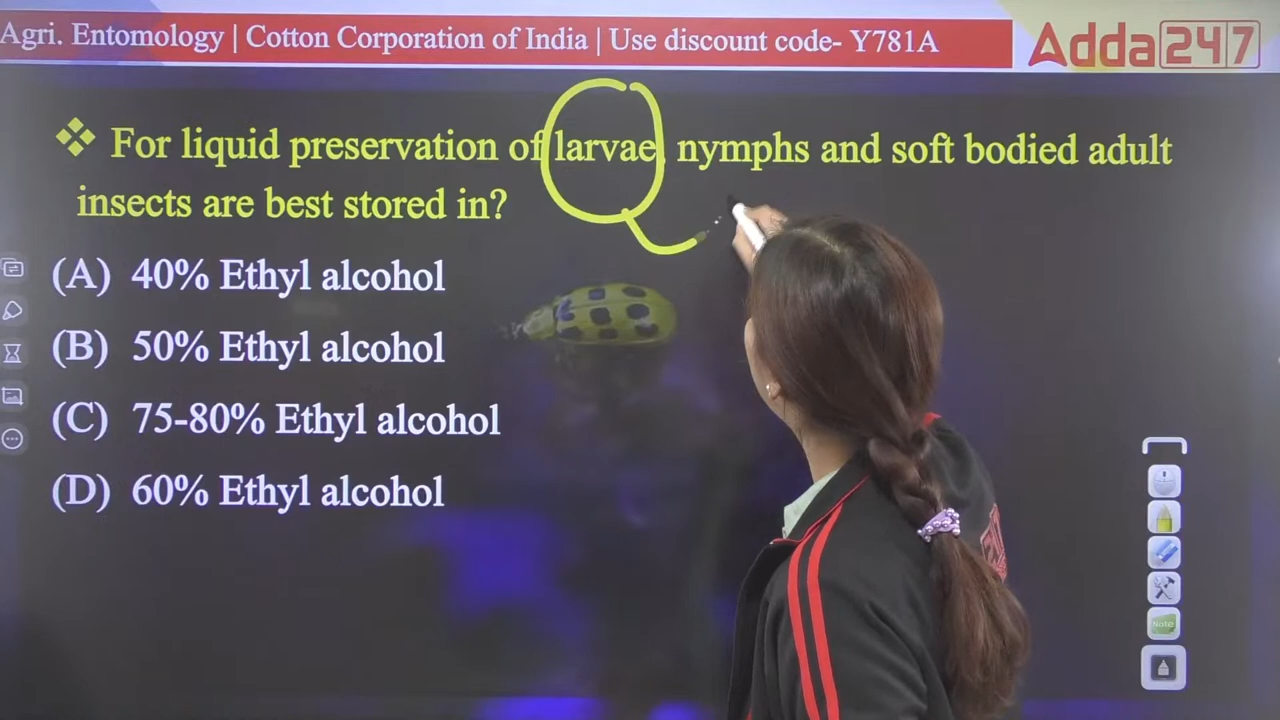 Agri. Entomology | Cotton Corporation of India | Use discount code- Y781A
Adda247
For liquid preservation of larvae, nymphs and soft bodied adult
insects are best stored in?
(A) 40% Ethyl alcohol
(B) 50% Ethyl alcohol
(C) 75-80% Ethyl alcohol
(D) 60% Ethyl alcohol
Note